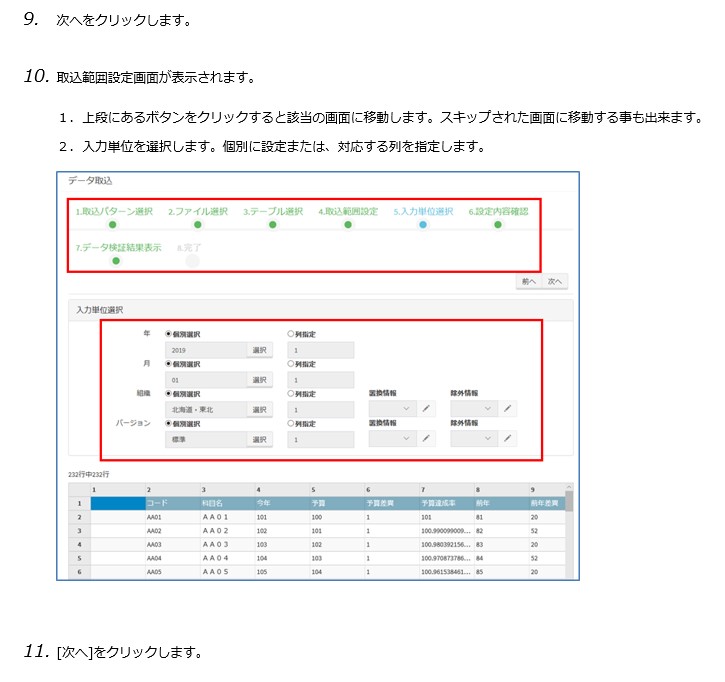 9. 次へをクリックします。
10. 取込範囲設定画面が表示されます。
１．上段にあるボタンをクリックすると該当の画面に移動します。スキップされた画面に移動する事も出来ます。
２．入力単位を選択します。個別に設定または、対応する列を指定します。
データ取込
1.取込パターン選択 2.ファイル選択 3.テーブル選択 4.取込範囲設定 5.入力単位選択 6.設定内容確認
7.データ検証結果表示 8.完了
前へ 次へ
入力単位選択
年 個別選択 列指定
2019 選択 1
月 個別選択 列指定
01 選択 1
組織 個別選択 列指定 置換情報 除外情報
北海道・東北 選択 1
バージョン 個別選択 列指定 置換情報 除外情報
標準 選択 1
232行中232行
1 2 3 4 5 6 7 8 9
1 コード 科目名 今年 予算 予算差異 予算達成率 前年 前年差異
2 AA01 ＡＡ０１ 101 100 1 101 81 20
3 AA02 ＡＡ０２ 102 101 1 100.990099009... 82 52
4 AA03 ＡＡ０３ 103 102 1 100.980392156... 83 20
5 AA04 ＡＡ０４ 104 103 1 100.970873786... 84 52
6 AA05 ＡＡ０５ 105 104 1 100.961538461... 85 20
11. [次へ]をクリックします。